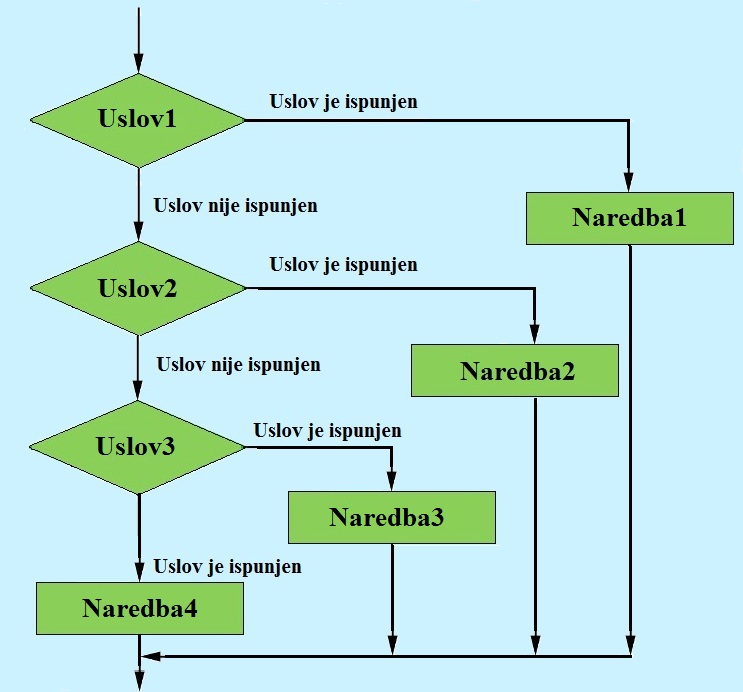 Uslov1
Uslov je ispunjen
Uslov nije ispunjen
Naredba1
Uslov2
Uslov je ispunjen
Uslov nije ispunjen
Naredba2
Uslov3
Uslov je ispunjen
Naredba3
Uslov je ispunjen
Naredba4